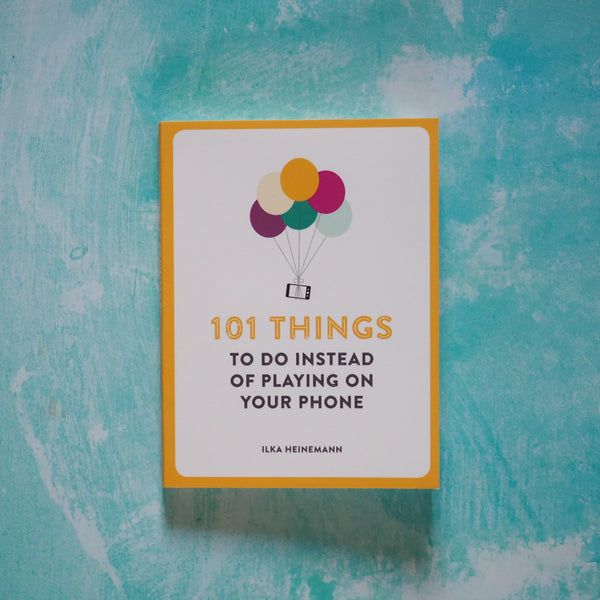 101 THINGS
TO DO INSTEAD
OF PLAYING ON
YOUR PHONE
ILKA HEINEMANN